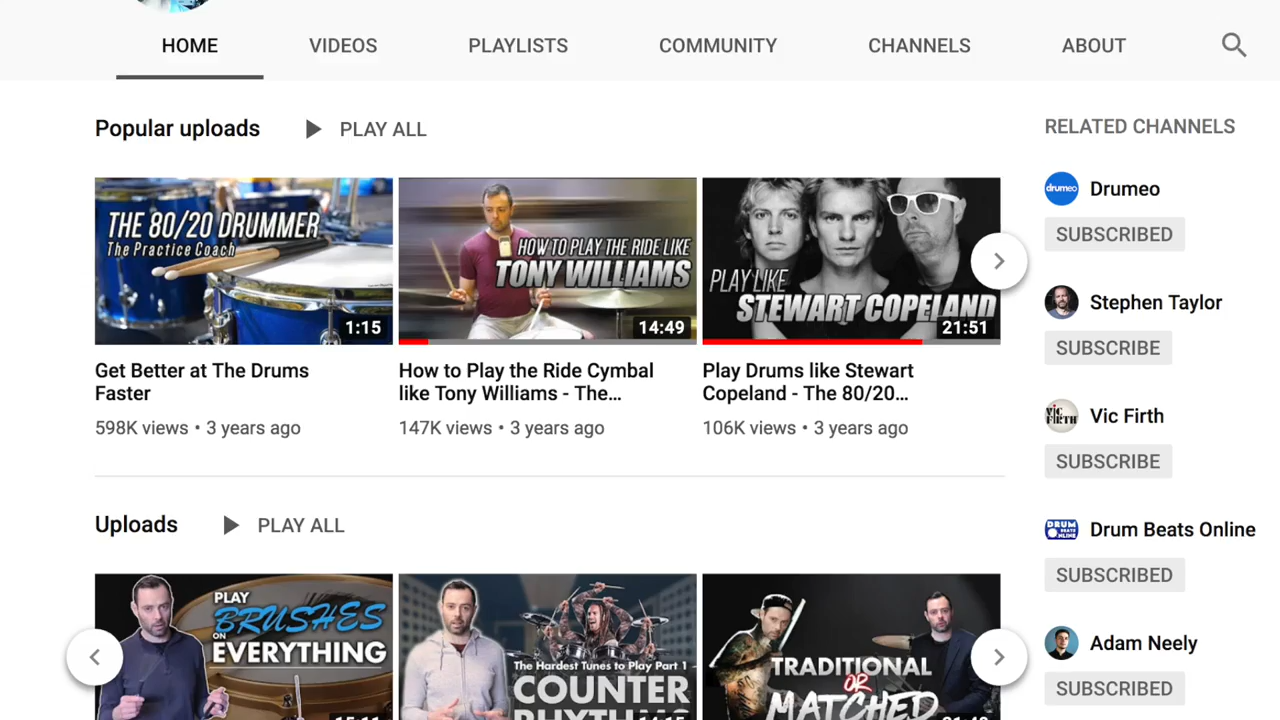 HOME
VIDEOS
PLAYLISTS
COMMUNITY
CHANNELS
ABOUT
Popular uploads
PLAY ALL
THE 80/20 DRUMMER
The Practice Coach
1:15
Get Better at The Drums
Faster
598K views • 3 years ago
HOW TO PLAY THE RIDE LIKE
TONY WILLIAMS
14:49
How to Play the Ride Cymbal
like Tony Williams - The...
147K views • 3 years ago
PLAY LIKE
STEWART COPELAND
21:51
Play Drums like Stewart
Copeland - The 80/20...
106K views • 3 years ago
Uploads
PLAY ALL
PLAY
BRUSHES
ON
EVERYTHING
The Hardest Tunes to Play Part 1
COUNTER
RHYTHMS
TRADITIONAL
OR
MATCHED
RELATED CHANNELS
drumeo
Drumeo
SUBSCRIBED
Stephen Taylor
SUBSCRIBE
VIC
FIRTH
Vic Firth
SUBSCRIBE
DRUM
BEATS
ONLINE
Drum Beats Online
SUBSCRIBED
Adam Neely
SUBSCRIBED